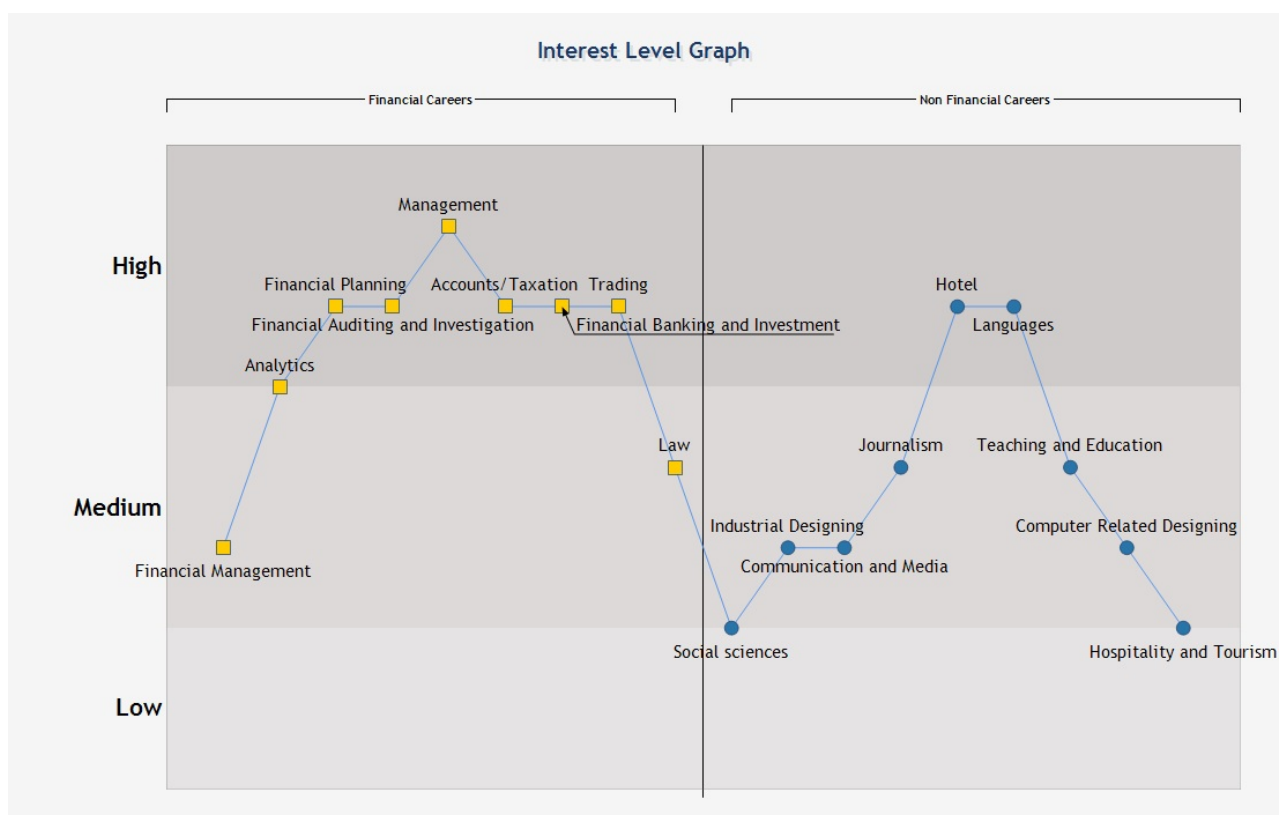 Interest Level Graph
Financial Careers
Non Financial Careers
Management
High
Financial Planning
Accounts/Taxation
Trading
Hotel
Financial Auditing and Investigation
Financial Banking and Investment
Languages
Analytics
Law
Journalism
Teaching and Education
Medium
Industrial Designing
Computer Related Designing
Financial Management
Communication and Media
Social sciences
Hospitality and Tourism
Low